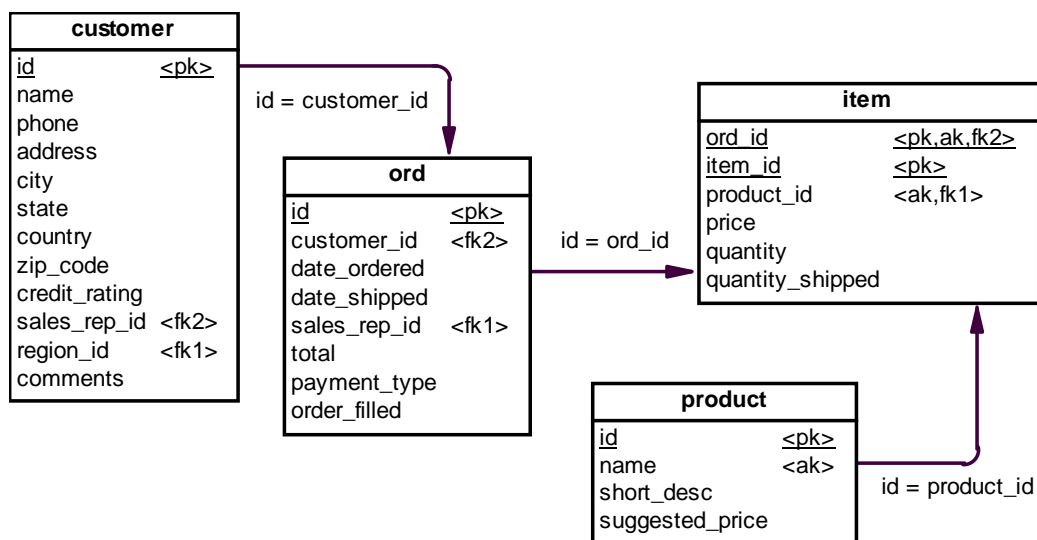 customer
id <pk>
name
phone
address
city
state
country
zip_code
credit_rating
sales_rep_id <fk2>
region_id <fk1>
comments
id = customer_id
ord
id <pk>
customer_id <fk2>
date_ordered
date_shipped
sales_rep_id <fk1>
total
payment_type
order_filled
id = ord_id
item
ord_id <pk,ak,fk2>
item_id <pk>
product_id <ak,fk1>
price
quantity
quantity_shipped
product
id <pk>
name <ak>
short_desc
suggested_price
id = product_id